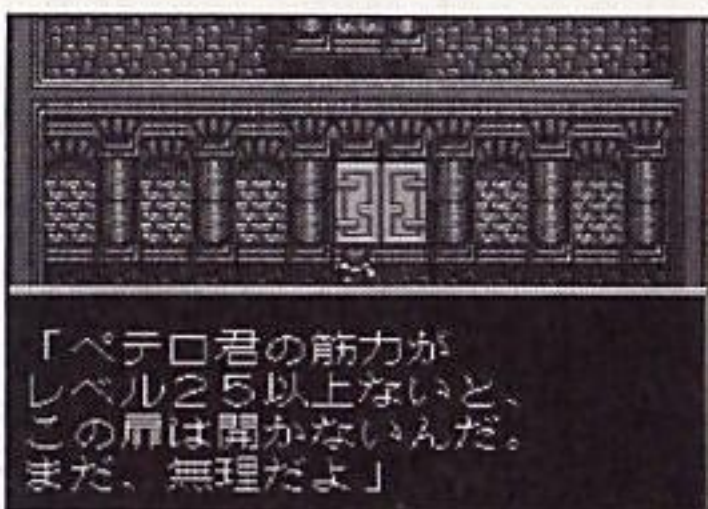 「ペテロ君の筋力が
レベル２５以上ないと、
この扉は開かないんだ。
まだ、無理だよ」